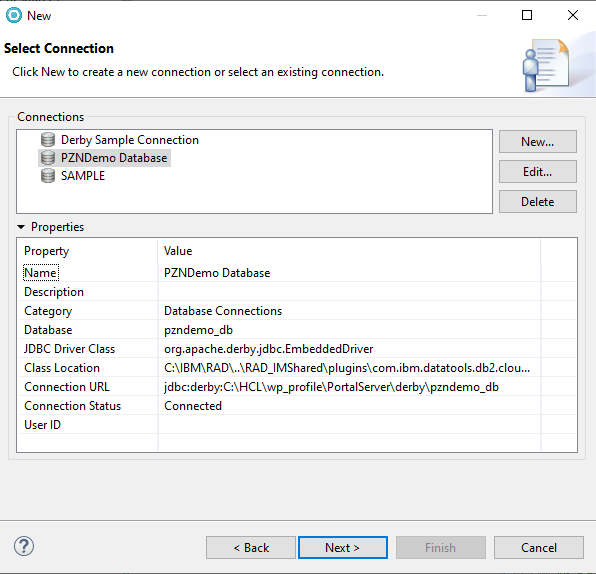 New
Select Connection
Click New to create a new connection or select an existing connection.
Connections
Derby Sample Connection
PZNDemo Database
SAMPLE
New...
Edit...
Delete
Properties
Property Value
Name PZNDemo Database
Description
Category Database Connections
Database pzndemo_db
JDBC Driver Class org.apache.derby.jdbc.EmbeddedDriver
Class Location C:\IBM\RAD\..\RAD_IMShared\plugins\com.ibm.datatools.db2.clou...
Connection URL jdbc:derby:C:\HCL\wp_profile\PortalServer\derby\pzndemo_db
Connection Status Connected
User ID
? < Back Next > Finish Cancel